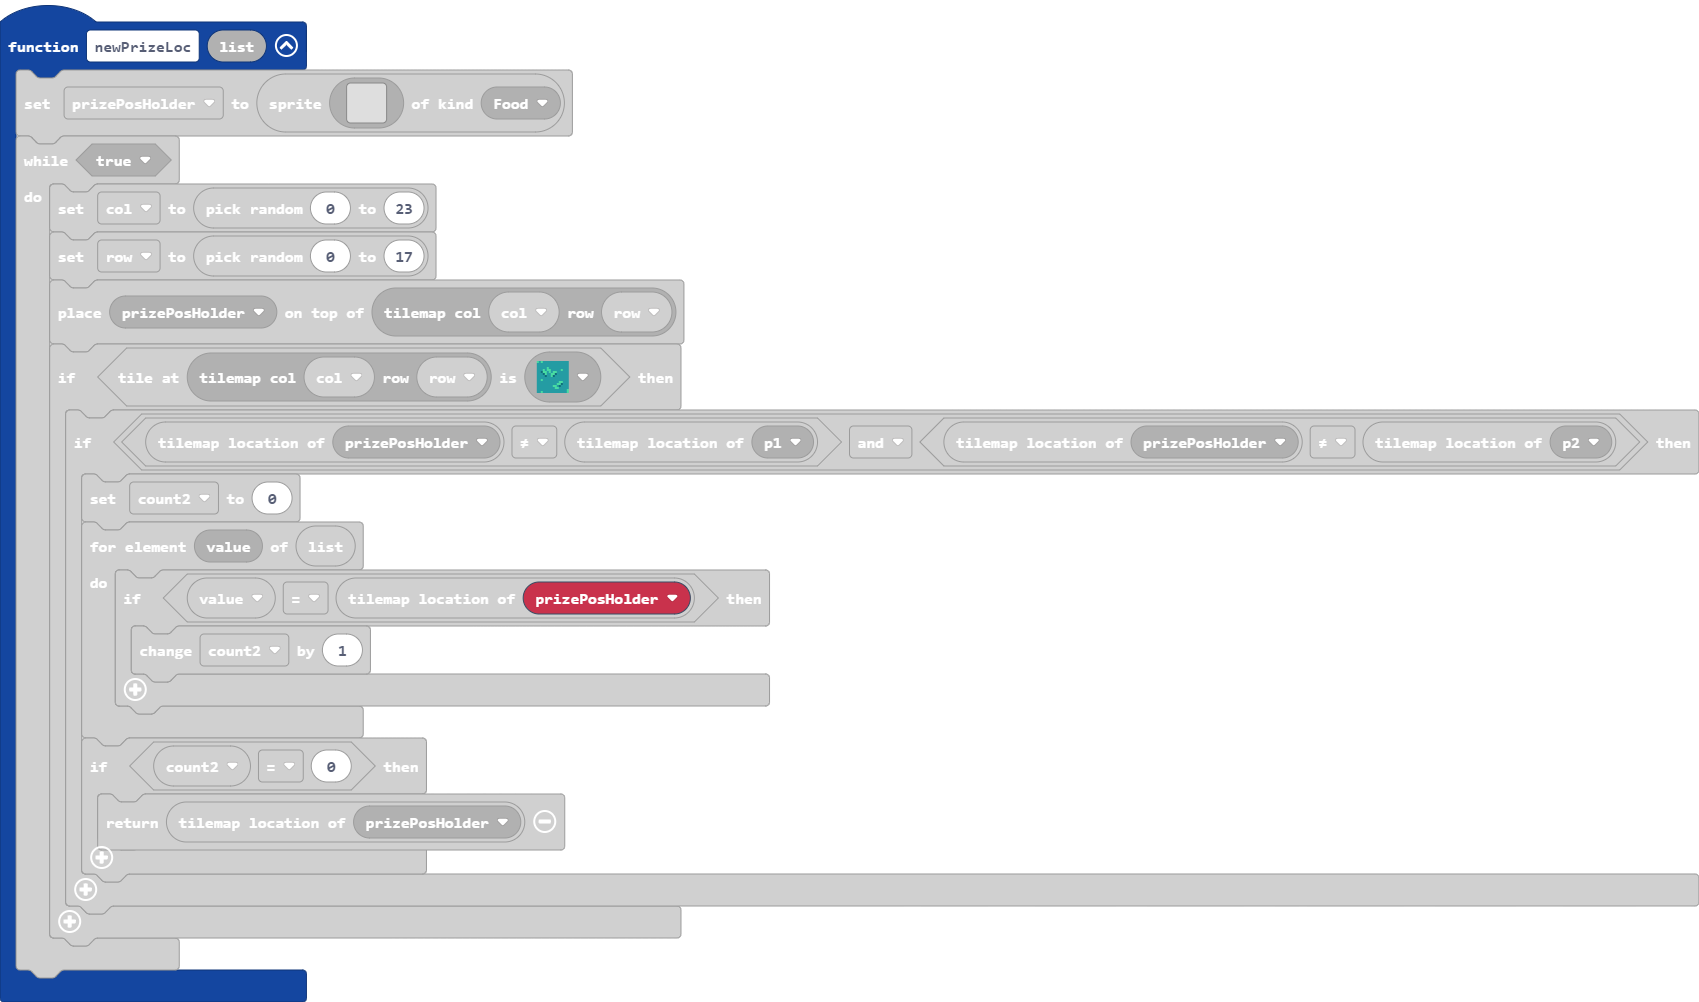 function newPrizeLoc list
set prizePosHolder to sprite of kind Food
while true
do
set col to pick random 0 to 23
set row to pick random 0 to 17
place prizePosHolder on top of tilemap col col row row
if tile at tilemap col col row row is then
if tilemap location of prizePosHolder ≠ tilemap location of p1 and tilemap location of prizePosHolder ≠ tilemap location of p2 then
set count2 to 0
for element value of list
do
if value = tilemap location of prizePosHolder then
change count2 by 1
if count2 = 0 then
return tilemap location of prizePosHolder